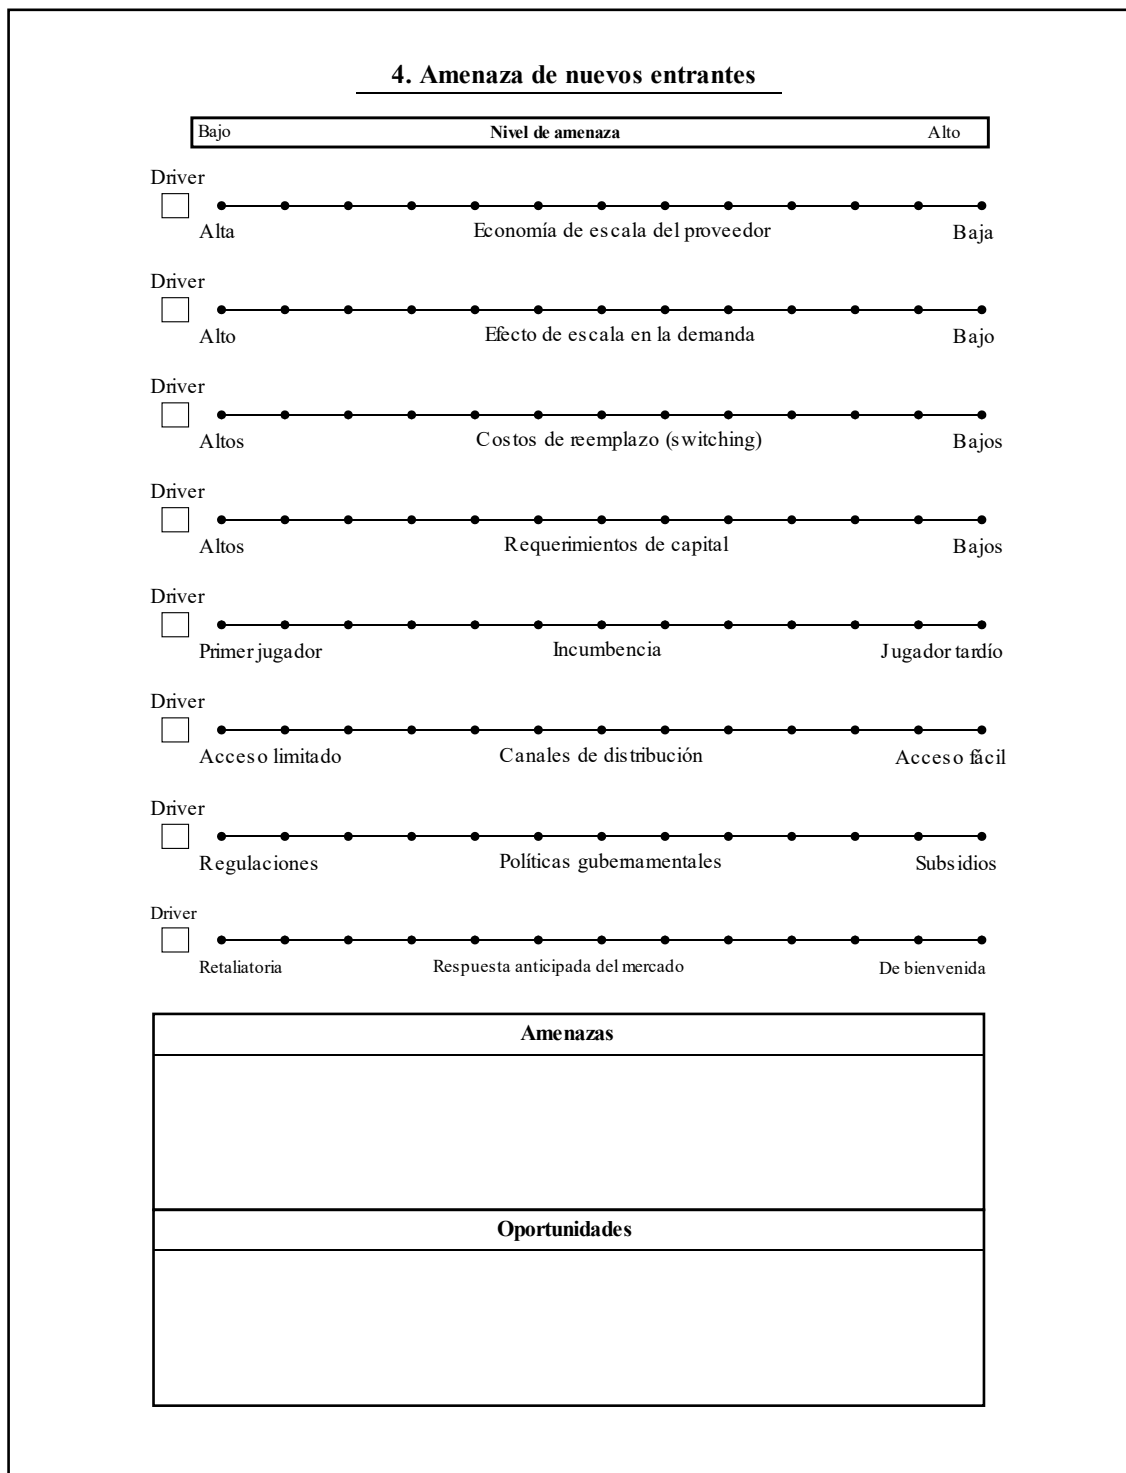 4. Amenaza de nuevos entrantes
Bajo Nivel de amenaza Alto
Driver
Alta Economía de escala del proveedor Baja
Driver
Alto Efecto de escala en la demanda Bajo
Driver
Altos Costos de reemplazo (switching) Bajos
Driver
Altos Requerimientos de capital Bajos
Driver
Primer jugador Incumbencia Jugador tardío
Driver
Acceso limitado Canales de distribución Acceso fácil
Driver
Regulaciones Políticas gubernamentales Subsidios
Driver
Retaliatoria Respuesta anticipada del mercado De bienvenida
Amenazas
Oportunidades